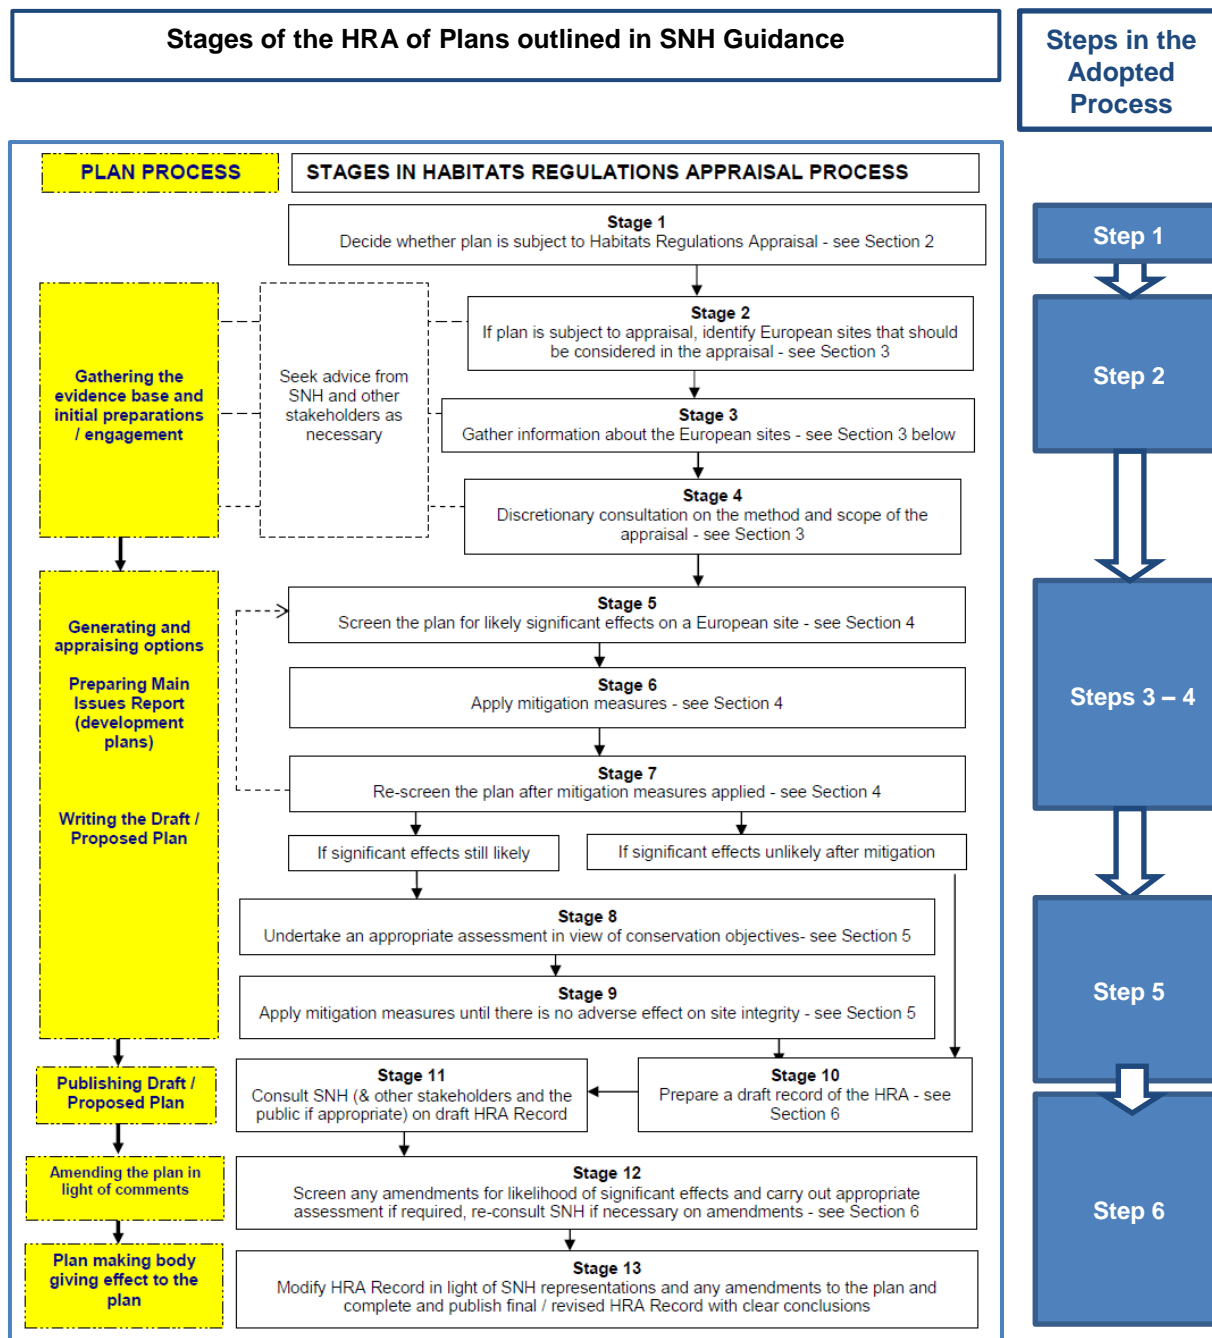 Stages of the HRA of Plans outlined in SNH Guidance
Steps in the
Adopted
Process
PLAN PROCESS
STAGES IN HABITATS REGULATIONS APPRAISAL PROCESS
Stage 1
Decide whether plan is subject to Habitats Regulations Appraisal - see Section 2
Step 1
Gathering the
evidence base and
initial preparations
/ engagement
Seek advice from
SNH and other
stakeholders as
necessary
Stage 2
If plan is subject to appraisal, identify European sites that should
be considered in the appraisal - see Section 3
Step 2
Stage 3
Gather information about the European sites - see Section 3 below
Stage 4
Discretionary consultation on the method and scope of the
appraisal - see Section 3
Generating and
appraising options
Preparing Main
Issues Report
(development
plans)
Writing the Draft /
Proposed Plan
Stage 5
Screen the plan for likely significant effects on a European site - see Section 4
Stage 6
Apply mitigation measures - see Section 4
Steps 3 – 4
Stage 7
Re-screen the plan after mitigation measures applied - see Section 4
If significant effects still likely
If significant effects unlikely after mitigation
Stage 8
Undertake an appropriate assessment in view of conservation objectives- see Section 5
Stage 9
Apply mitigation measures until there is no adverse effect on site integrity - see Section 5
Step 5
Publishing Draft /
Proposed Plan
Stage 11
Consult SNH (& other stakeholders and the
public if appropriate) on draft HRA Record
Stage 10
Prepare a draft record of the HRA - see
Section 6
Amending the plan in
light of comments
Stage 12
Screen any amendments for likelihood of significant effects and carry out appropriate
assessment if required, re-consult SNH if necessary on amendments - see Section 6
Step 6
Plan making body
giving effect to the
plan
Stage 13
Modify HRA Record in light of SNH representations and any amendments to the plan and
complete and publish final / revised HRA Record with clear conclusions